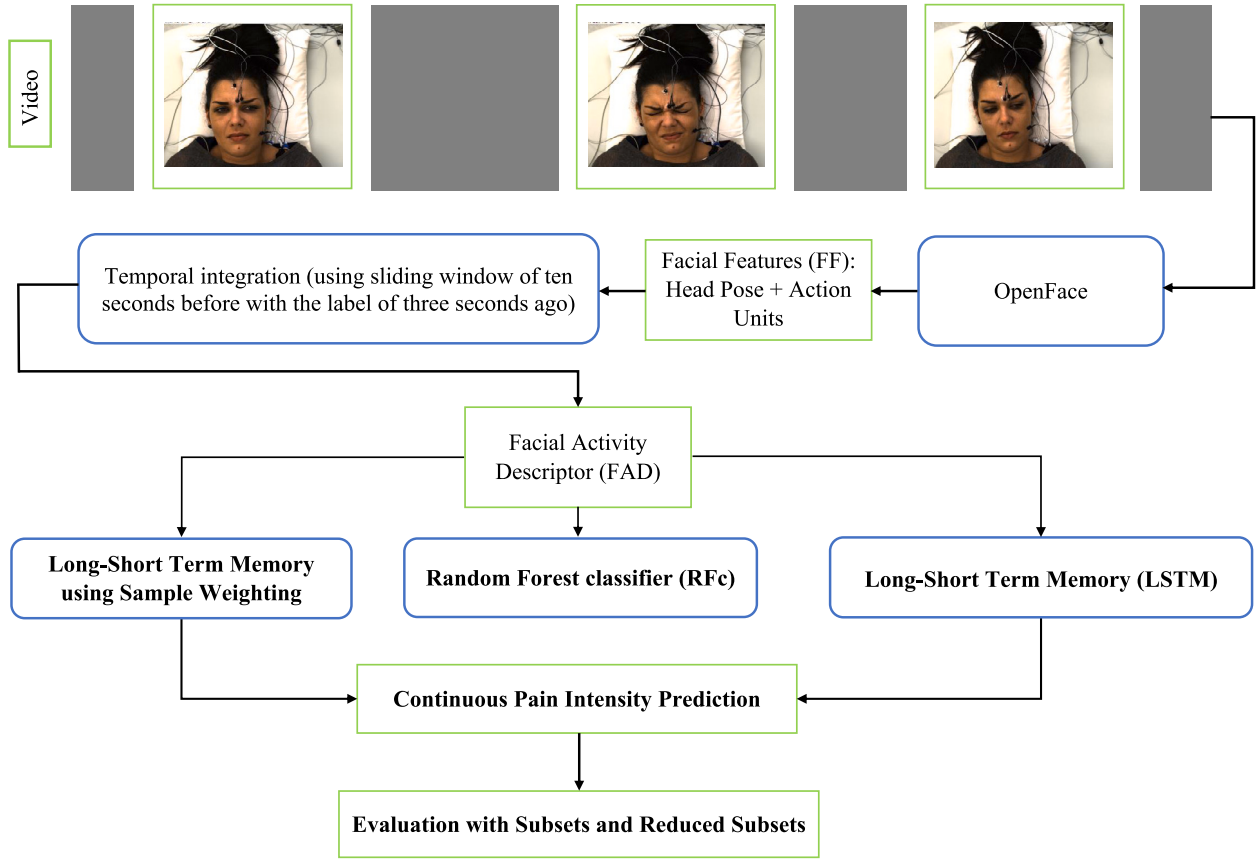 Video
Temporal integration (using sliding window of ten
seconds before with the label of three seconds ago)
Facial Features (FF):
Head Pose + Action
Units
OpenFace
Facial Activity
Descriptor (FAD)
Long-Short Term Memory
using Sample Weighting
Random Forest classifier (RFc)
Long-Short Term Memory (LSTM)
Continuous Pain Intensity Prediction
Evaluation with Subsets and Reduced Subsets